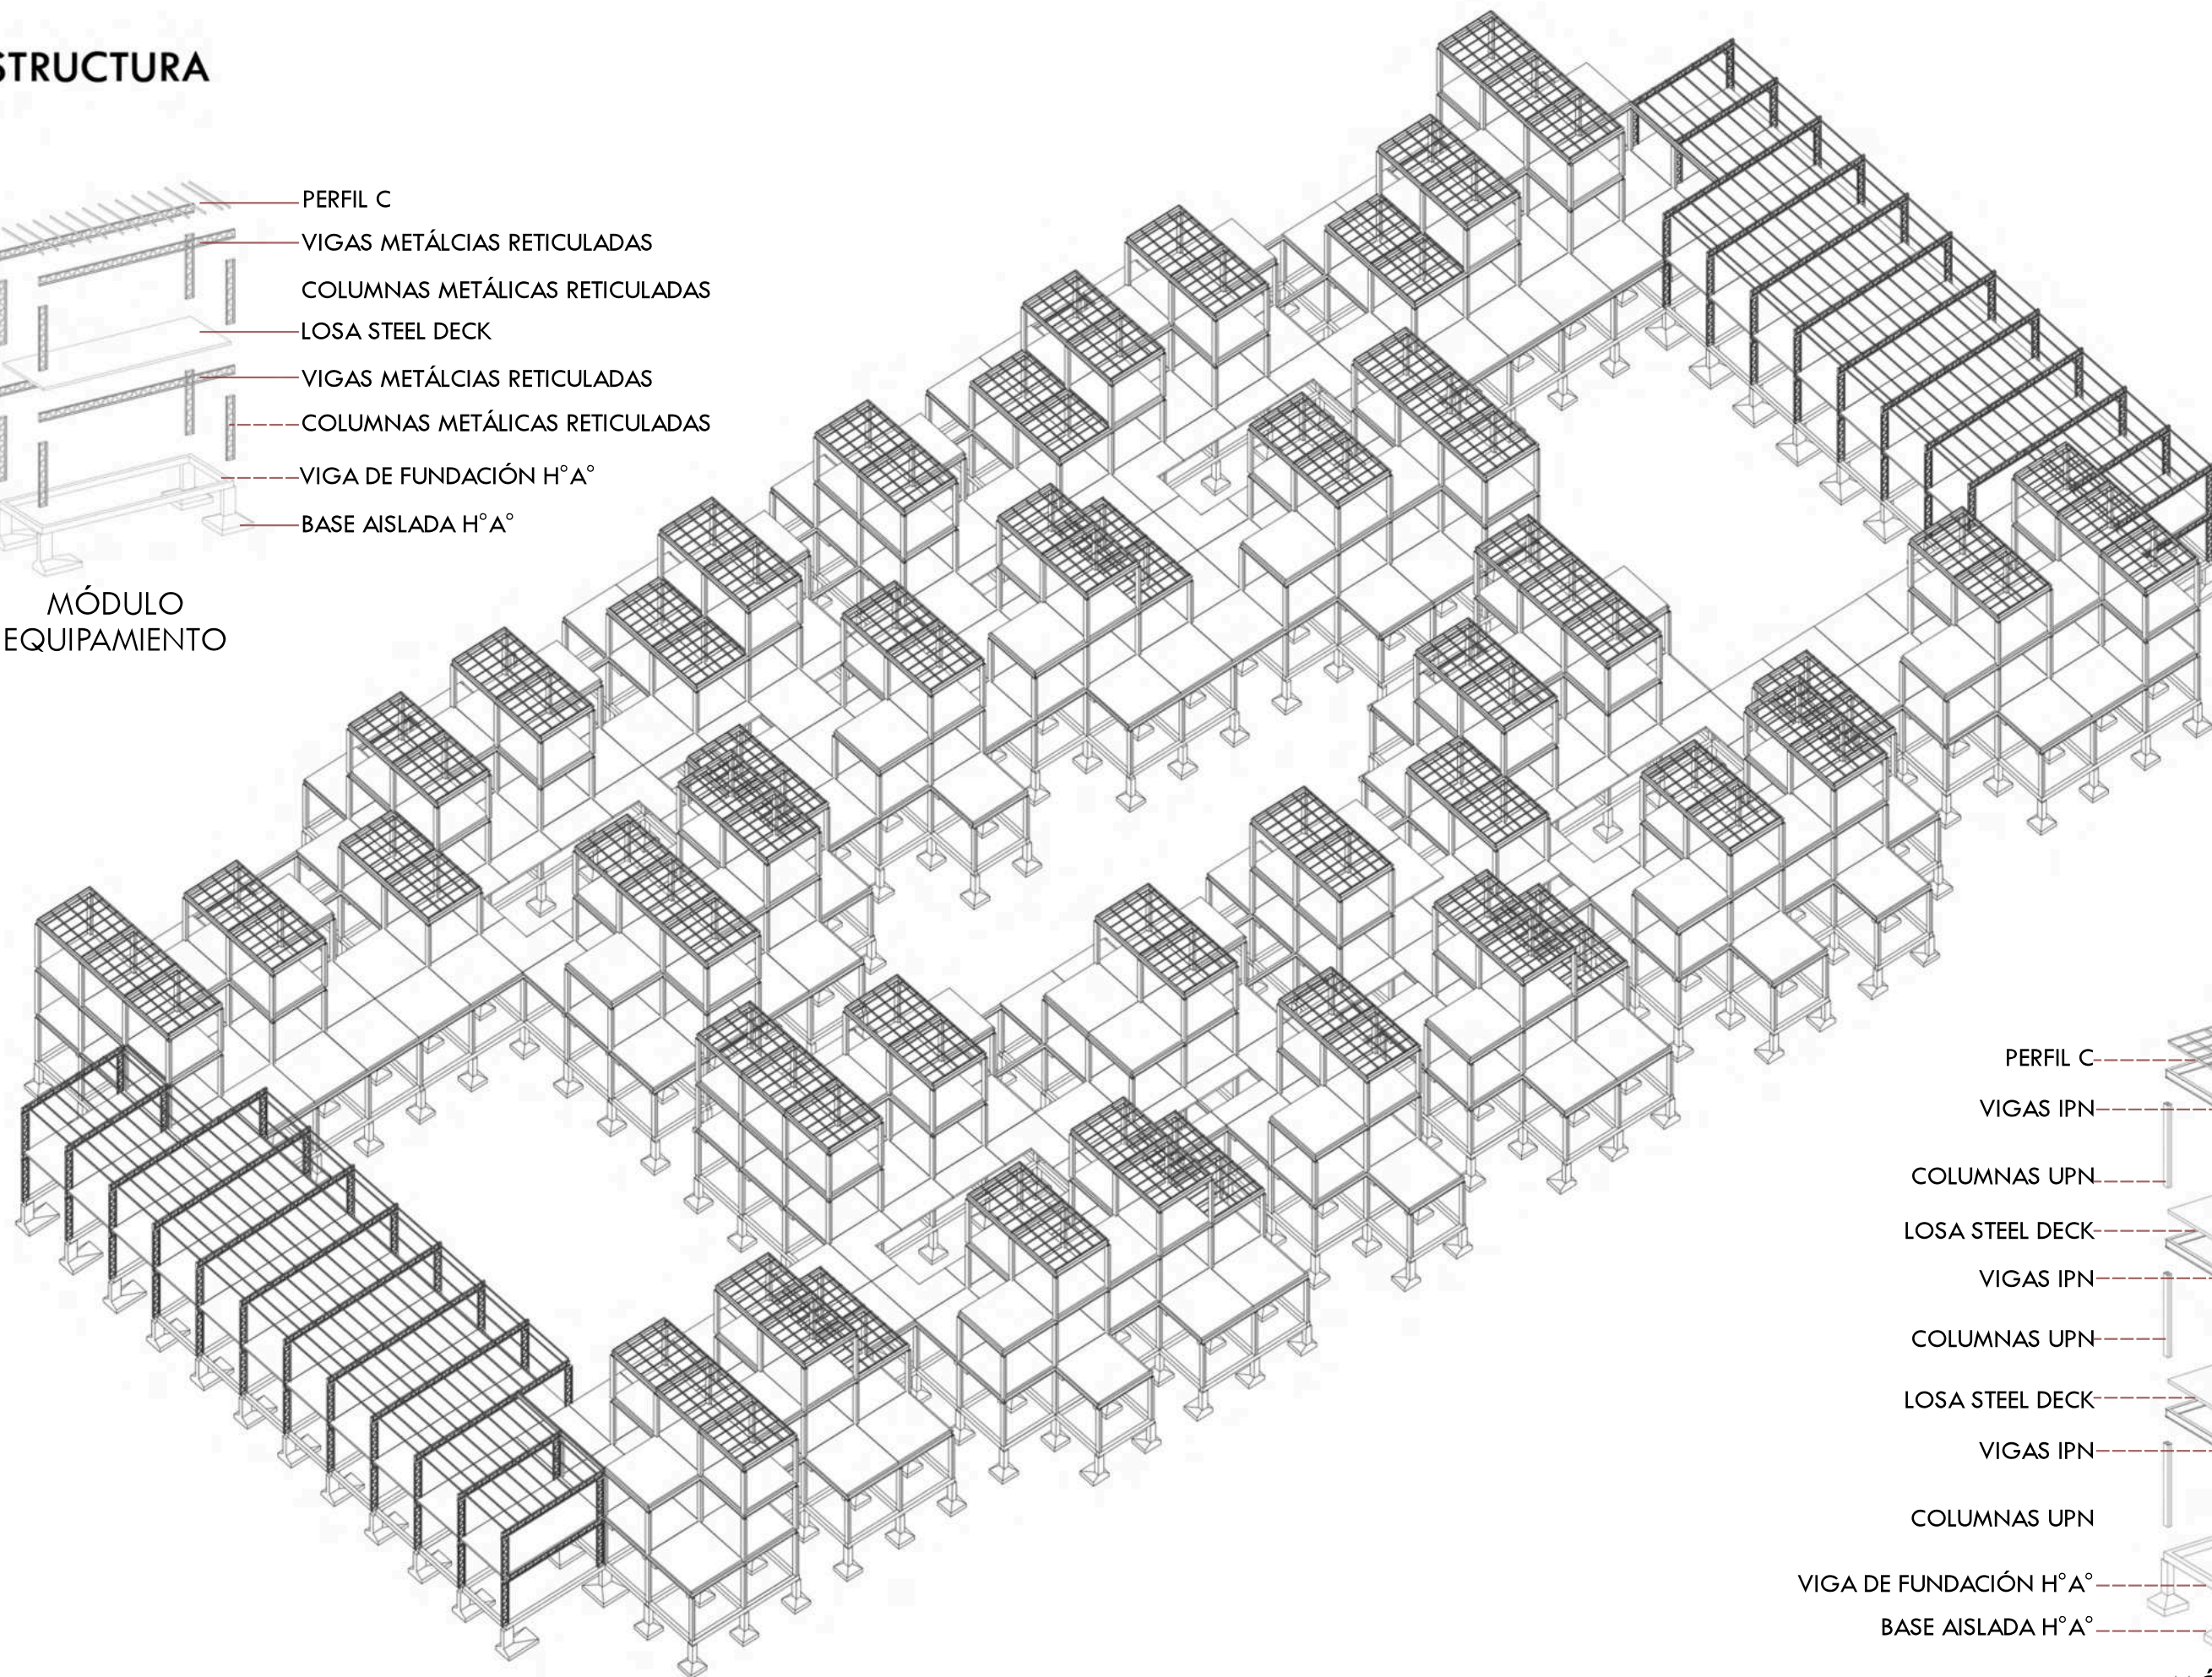 STRUCTURA
PERFIL C
VIGAS METÁLCIAS RETICULADAS
COLUMNAS METÁLICAS RETICULADAS
LOSA STEEL DECK
VIGAS METÁLCIAS RETICULADAS
COLUMNAS METÁLICAS RETICULADAS
VIGA DE FUNDACIÓN H°A°
BASE AISLADA H°A°
MÓDULO
EQUIPAMIENTO
PERFIL C
VIGAS IPN
COLUMNAS UPN
LOSA STEEL DECK
VIGAS IPN
COLUMNAS UPN
LOSA STEEL DECK
VIGAS IPN
COLUMNAS UPN
VIGA DE FUNDACIÓN H°A°
BASE AISLADA H°A°